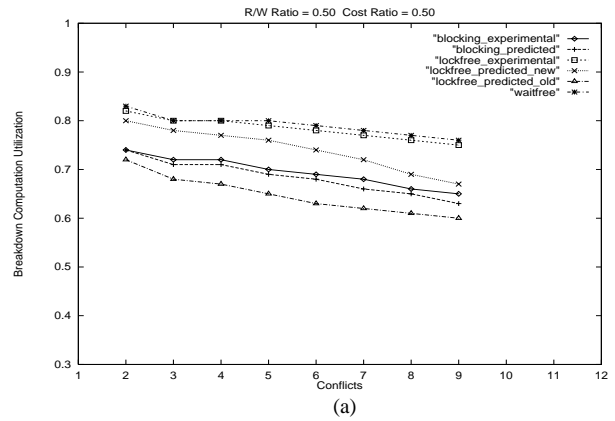 R/W Ratio = 0.50 Cost Ratio = 0.50
1
0.9
0.8
0.7
0.6
0.5
0.4
0.3
Breakdown Computation Utilization
"blocking_experimental"
"blocking_predicted"
"lockfree_experimental"
"lockfree_predicted_new"
"lockfree_predicted_old"
"waitfree"
1 2 3 4 5 6 7 8 9 10 11 12
Conflicts
(a)